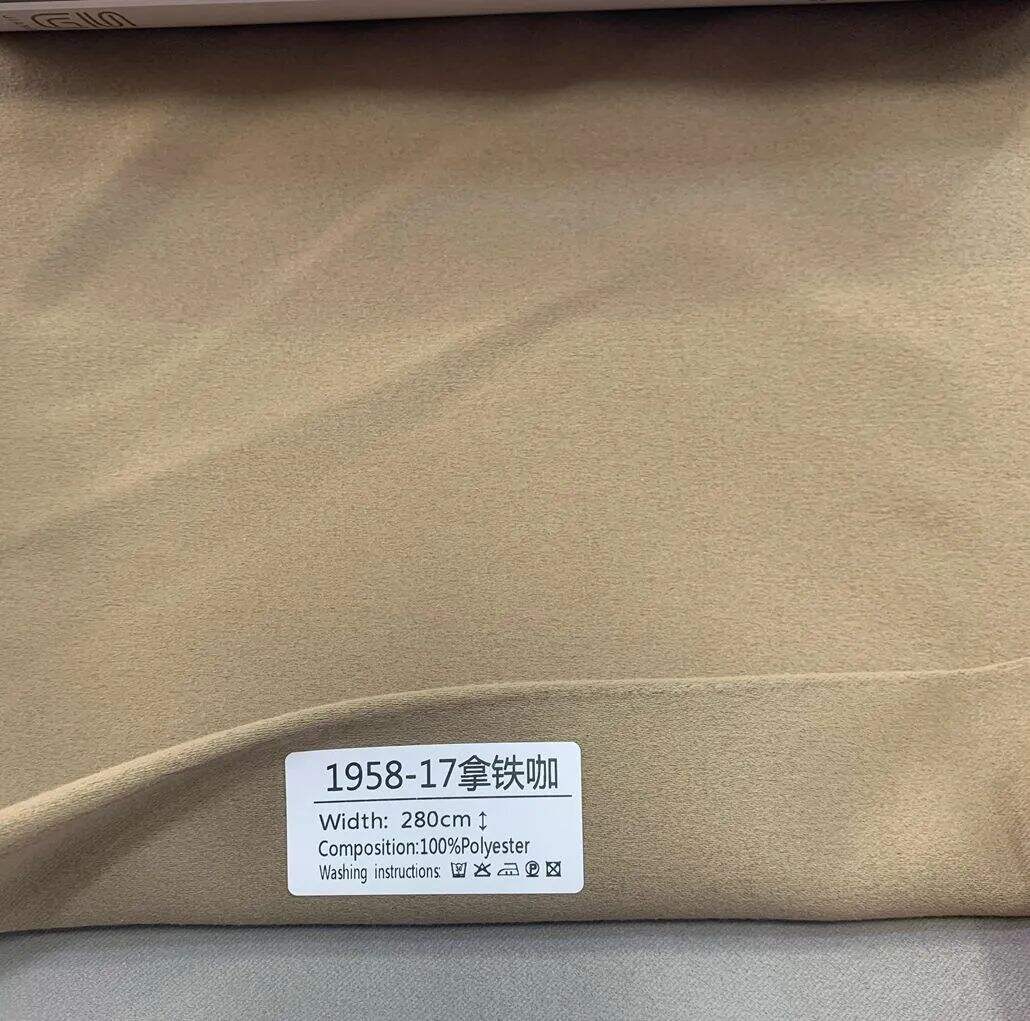 1958-17拿铁咖
Width: 280cm
Composition:100%Polyester
Washing instructions: